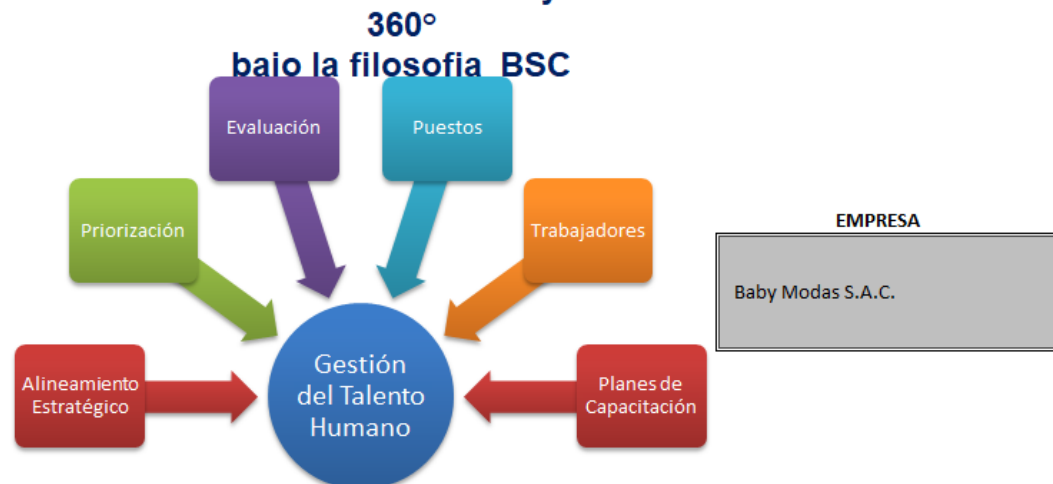 360°
bajo la filosofia BSC
Evaluación
Puestos
Priorización
Trabajadores
EMPRESA
Baby Modas S.A.C.
Alineamiento
Estratégico
Gestión
del Talento
Humano
Planes de
Capacitación